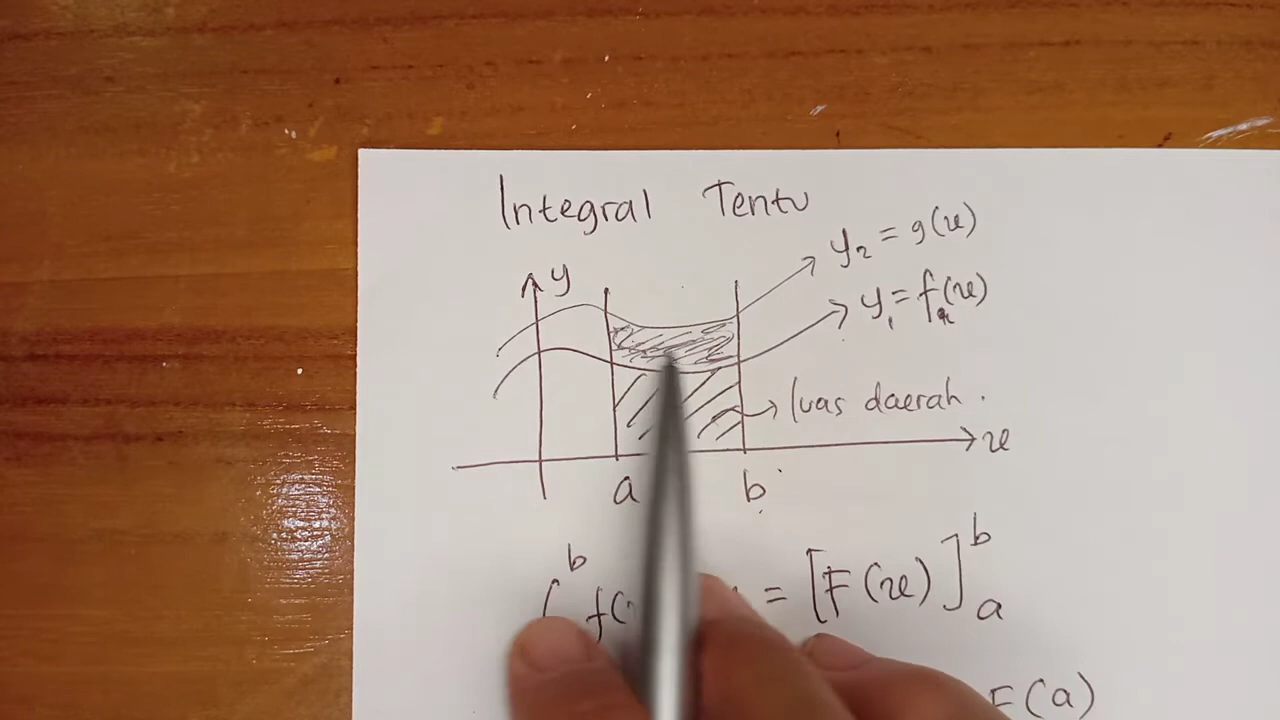 Integral Tentu
y₂ = g(x)
y
y₁ = f(x)
luas daerah.
x
a b
b
∫ f( = [F(x)]
b
a
F(a)